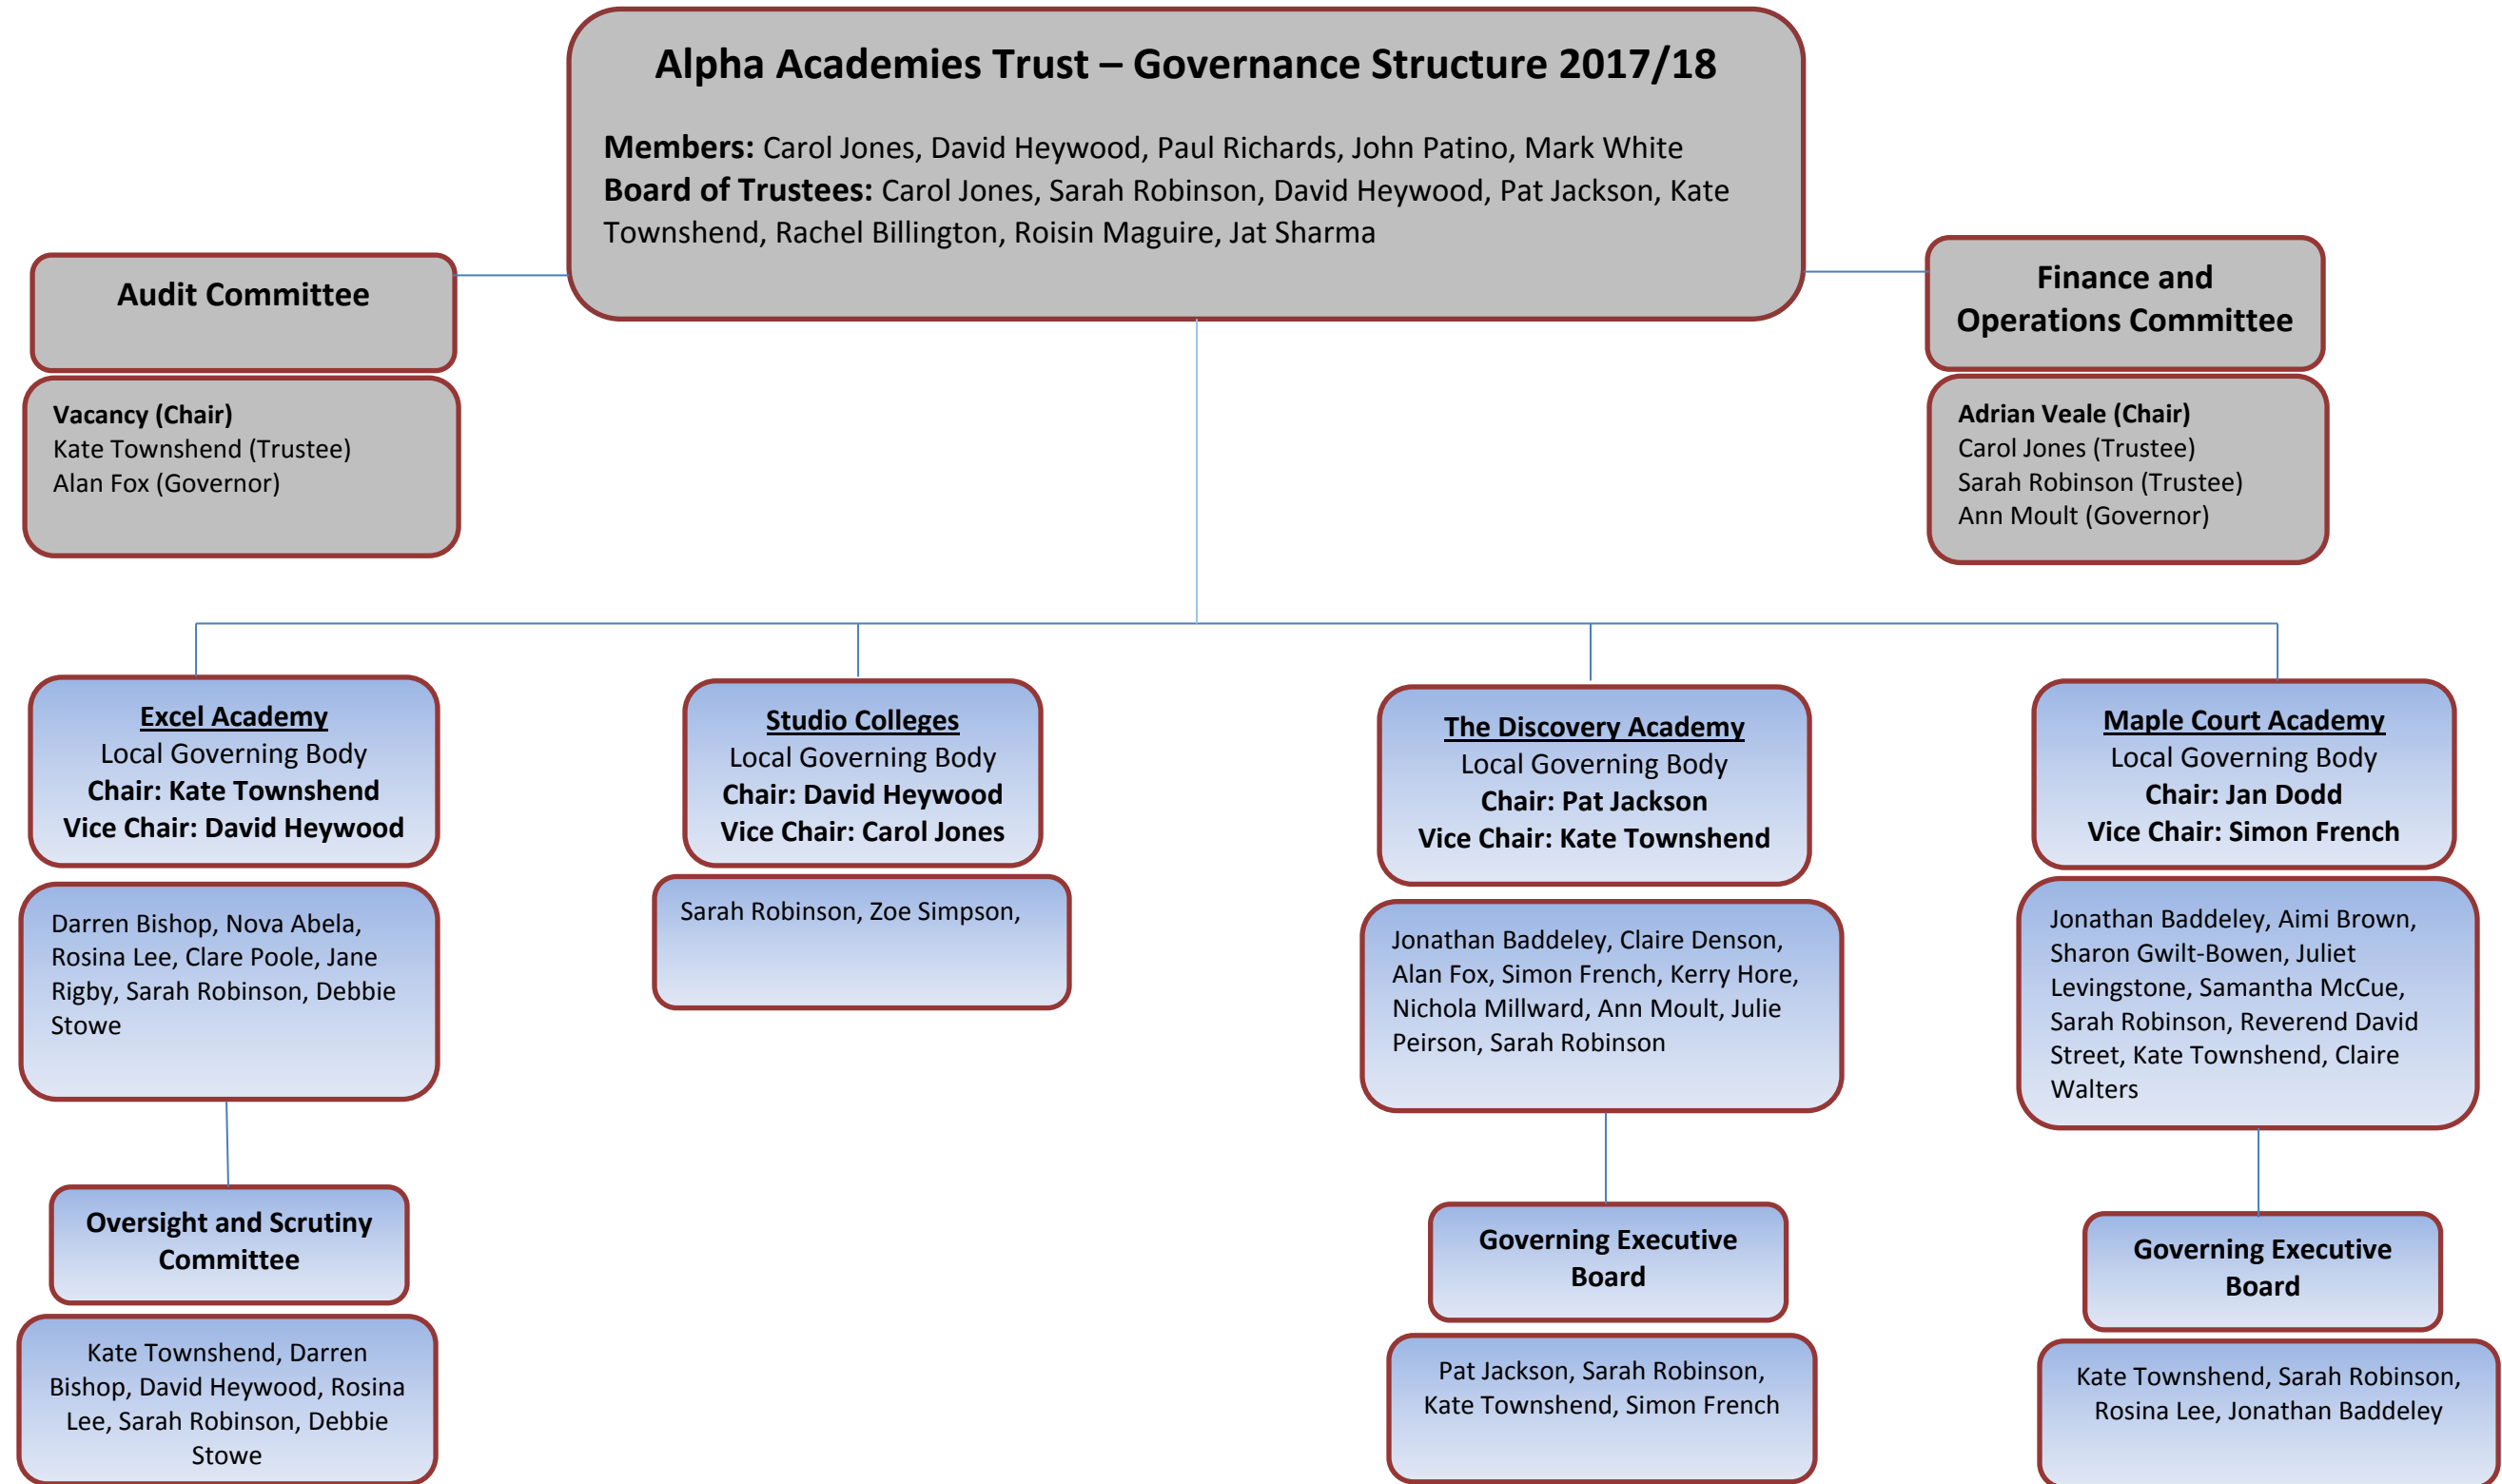 Alpha Academies Trust – Governance Structure 2017/18
Members: Carol Jones, David Heywood, Paul Richards, John Patino, Mark White
Board of Trustees: Carol Jones, Sarah Robinson, David Heywood, Pat Jackson, Kate
Townshend, Rachel Billington, Roisin Maguire, Jat Sharma
Audit Committee
Vacancy (Chair)
Kate Townshend (Trustee)
Alan Fox (Governor)
Finance and
Operations Committee
Adrian Veale (Chair)
Carol Jones (Trustee)
Sarah Robinson (Trustee)
Ann Moult (Governor)
Excel Academy
Local Governing Body
Chair: Kate Townshend
Vice Chair: David Heywood
Darren Bishop, Nova Abela,
Rosina Lee, Clare Poole, Jane
Rigby, Sarah Robinson, Debbie
Stowe
Oversight and Scrutiny
Committee
Kate Townshend, Darren
Bishop, David Heywood, Rosina
Lee, Sarah Robinson, Debbie
Stowe
Studio Colleges
Local Governing Body
Chair: David Heywood
Vice Chair: Carol Jones
Sarah Robinson, Zoe Simpson,
The Discovery Academy
Local Governing Body
Chair: Pat Jackson
Vice Chair: Kate Townshend
Jonathan Baddeley, Claire Denson,
Alan Fox, Simon French, Kerry Hore,
Nichola Millward, Ann Moult, Julie
Peirson, Sarah Robinson
Governing Executive
Board
Pat Jackson, Sarah Robinson,
Kate Townshend, Simon French
Maple Court Academy
Local Governing Body
Chair: Jan Dodd
Vice Chair: Simon French
Jonathan Baddeley, Aimi Brown,
Sharon Gwilt-Bowen, Juliet
Levingstone, Samantha McCue,
Sarah Robinson, Reverend David
Street, Kate Townshend, Claire
Walters
Governing Executive
Board
Kate Townshend, Sarah Robinson,
Rosina Lee, Jonathan Baddeley